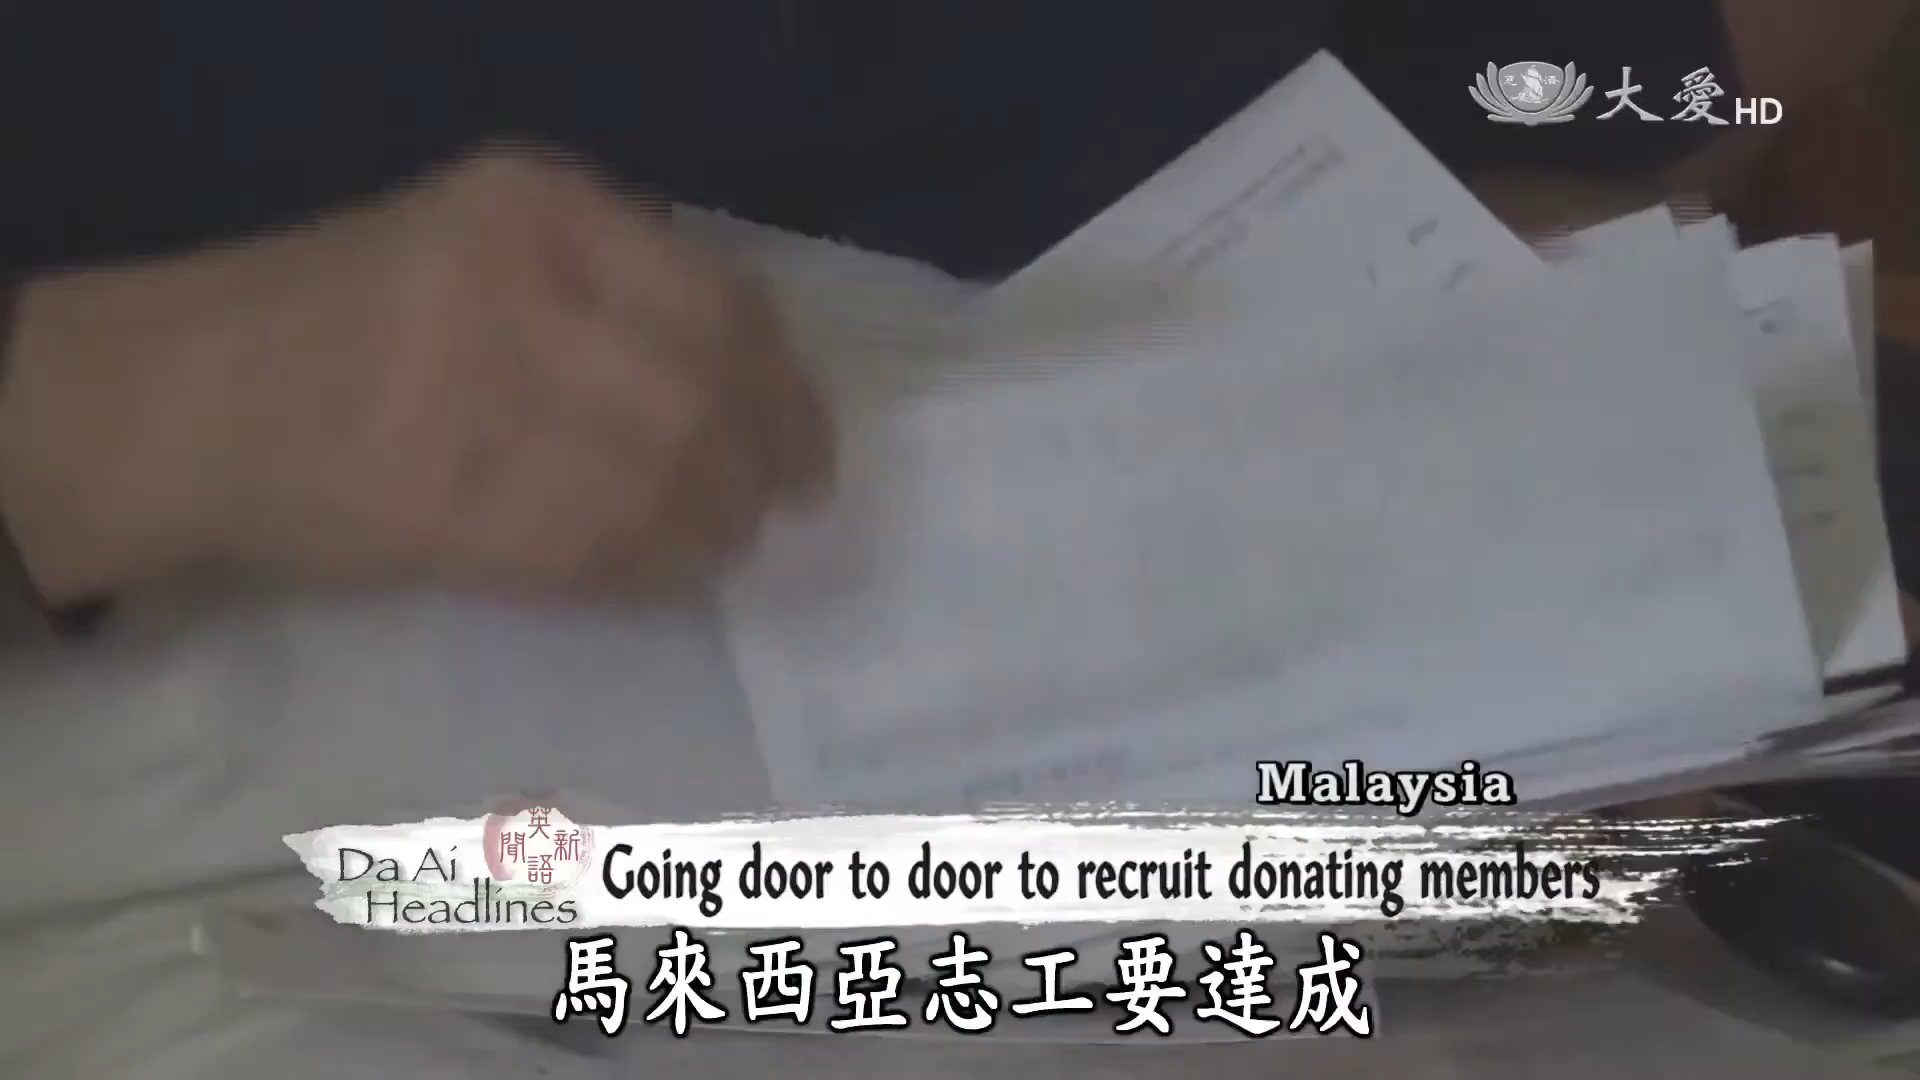 大愛HD
Malaysia
英語新聞
Da Ai
Headlines
Going door to door to recruit donating members
馬來西亞志工要達成